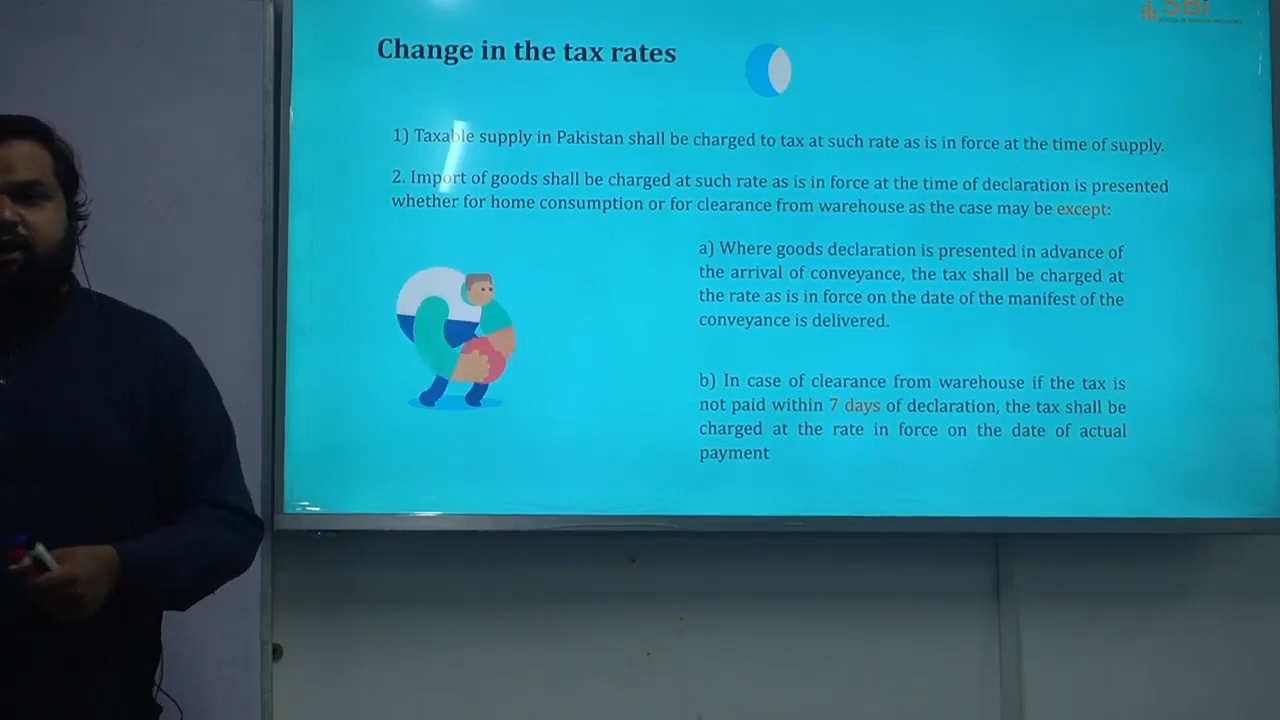 SBI
Change in the tax rates
1) Taxable supply in Pakistan shall be charged to tax at such rate as is in force at the time of supply.
2. Import of goods shall be charged at such rate as is in force at the time of declaration is presented
whether for home consumption or for clearance from warehouse as the case may be except:
a) Where goods declaration is presented in advance of
the arrival of conveyance, the tax shall be charged at
the rate as is in force on the date of the manifest of the
conveyance is delivered.
b) In case of clearance from warehouse if the tax is
not paid within 7 days of declaration, the tax shall be
charged at the rate in force on the date of actual
payment